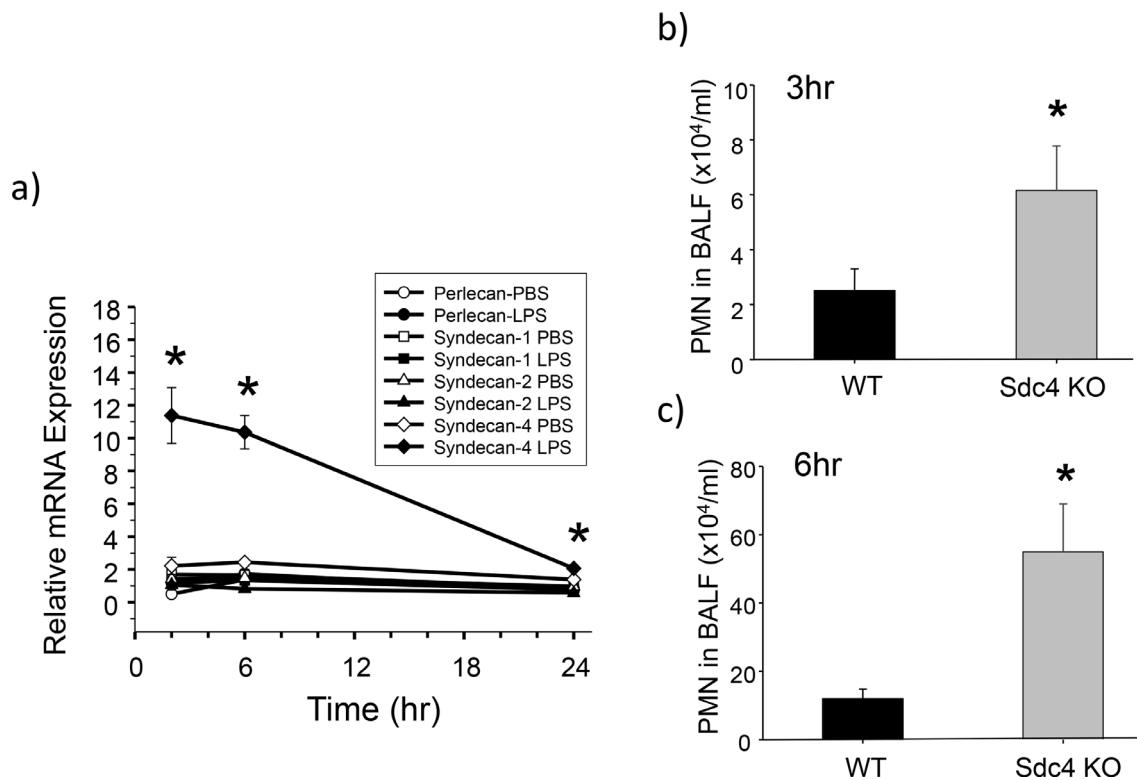 a)
*
*
*
Relative mRNA Expression
18
16
14
12
10
8
6
4
2
0
0
6
12
18
24
Time (hr)
Perlecan-PBS
Perlecan-LPS
Syndecan-1 PBS
Syndecan-1 LPS
Syndecan-2 PBS
Syndecan-2 LPS
Syndecan-4 PBS
Syndecan-4 LPS
b)
3hr
*
PMN in BALF (x10⁴/ml)
10
8
6
4
2
0
WT
Sdc4 KO
c)
6hr
*
PMN in BALF (x10⁴/ml)
80
60
40
20
0
WT
Sdc4 KO